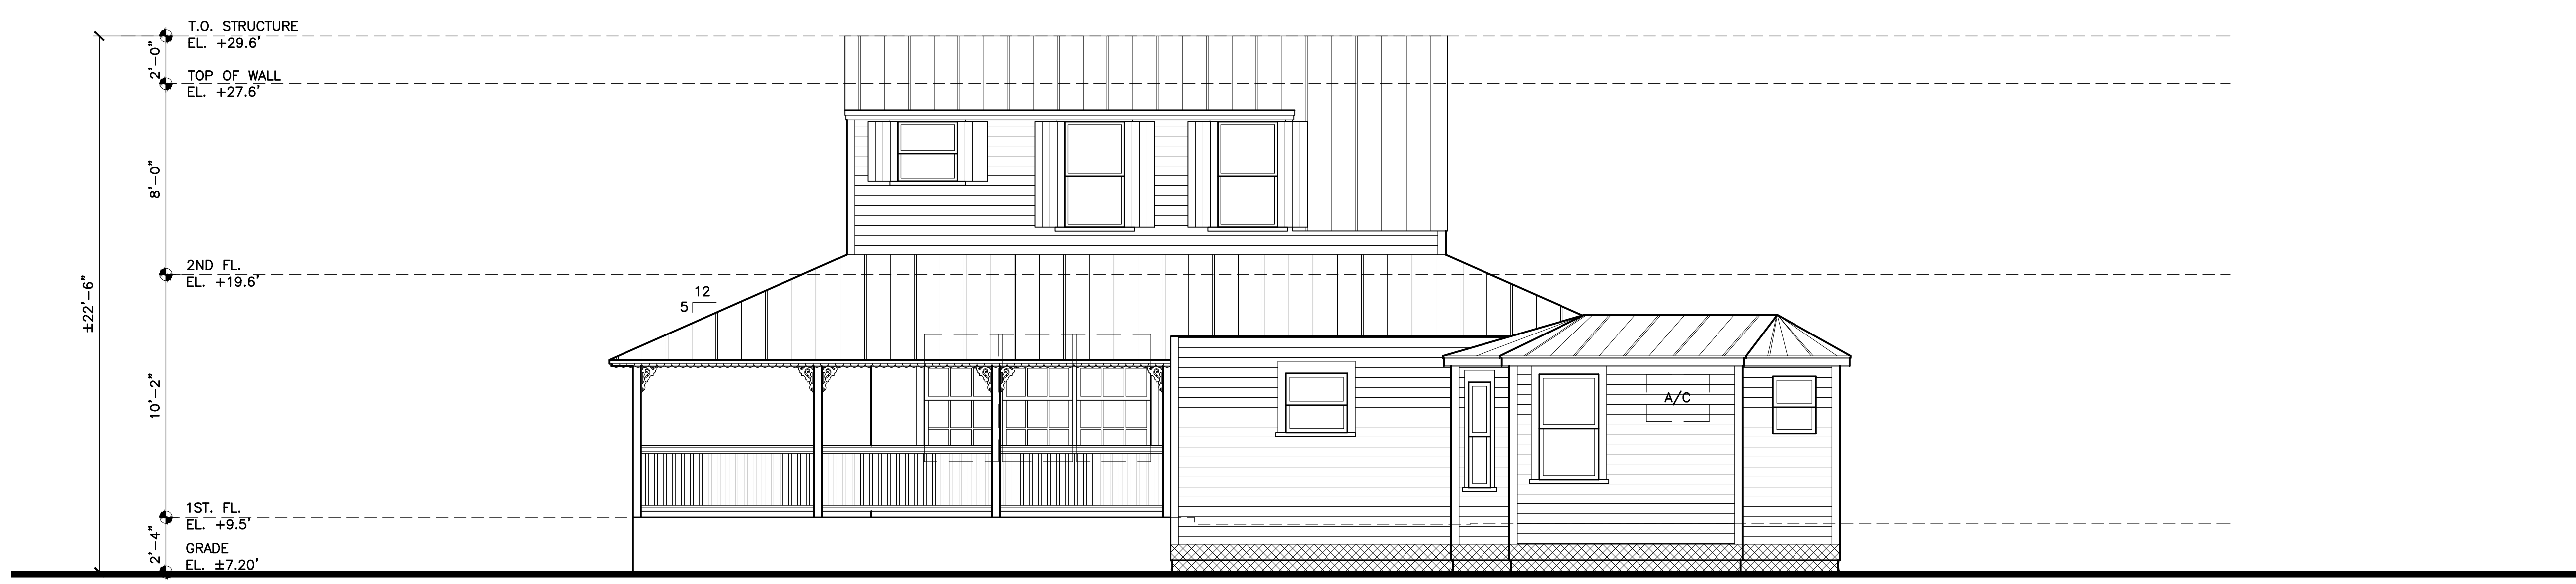 T.O. STRUCTURE
EL. +29.6'
2'-0"
TOP OF WALL
EL. +27.6'
8'-0"
2ND FL.
EL. +19.6'
±22'-6"
12
5
10'-2"
A/C
1ST. FL.
EL. +9.5'
2'-4"
GRADE
EL. ±7.20'